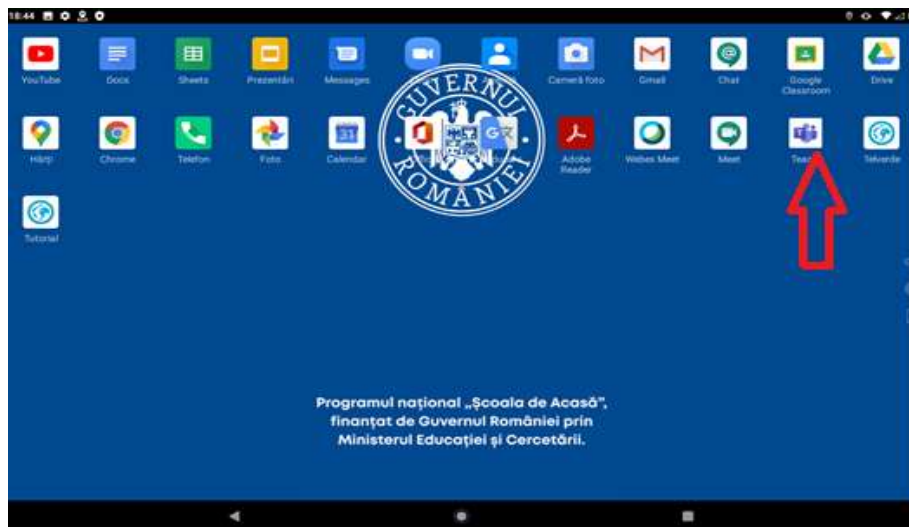 18:44
YouTube Docs Sheets Prezentări Messages Cameră foto Gmail Chat Google Classroom Drive
GUVERNUL ROMÂNIEI
Hărți Chrome Telefon Foto Calendar Adobe Reader Webex Meet Meet Telverde
Tutorial
Programul național „Școala de Acasă”,
finanțat de Guvernul României prin
Ministerul Educației și Cercetării.